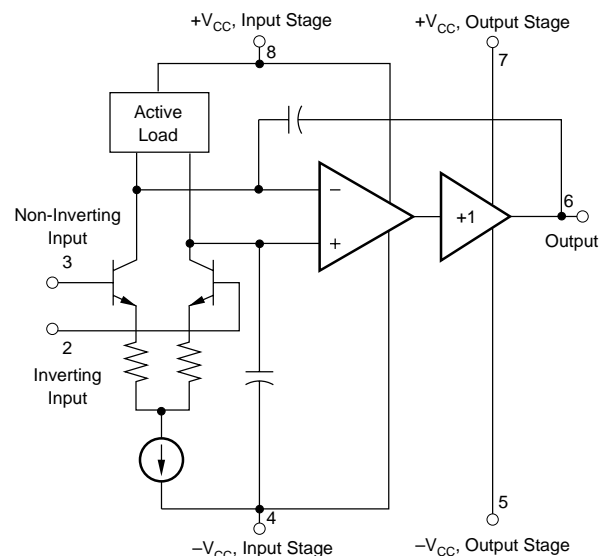 +VCC, Input Stage
+VCC, Output Stage
8
7
Active
Load
−
+
+1
6
Output
Non-Inverting
Input
3
2
Inverting
Input
4
5
−VCC, Input Stage
−VCC, Output Stage